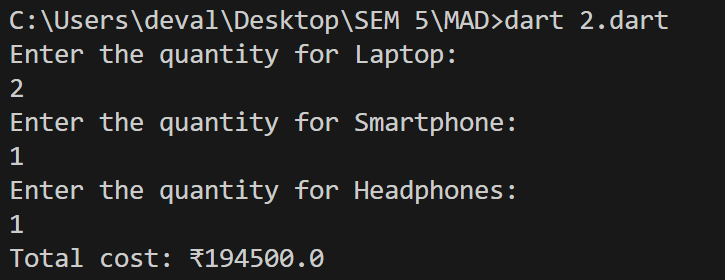 C:\Users\deval\Desktop\SEM 5\MAD>dart 2.dart
Enter the quantity for Laptop:
2
Enter the quantity for Smartphone:
1
Enter the quantity for Headphones:
1
Total cost: ₹194500.0